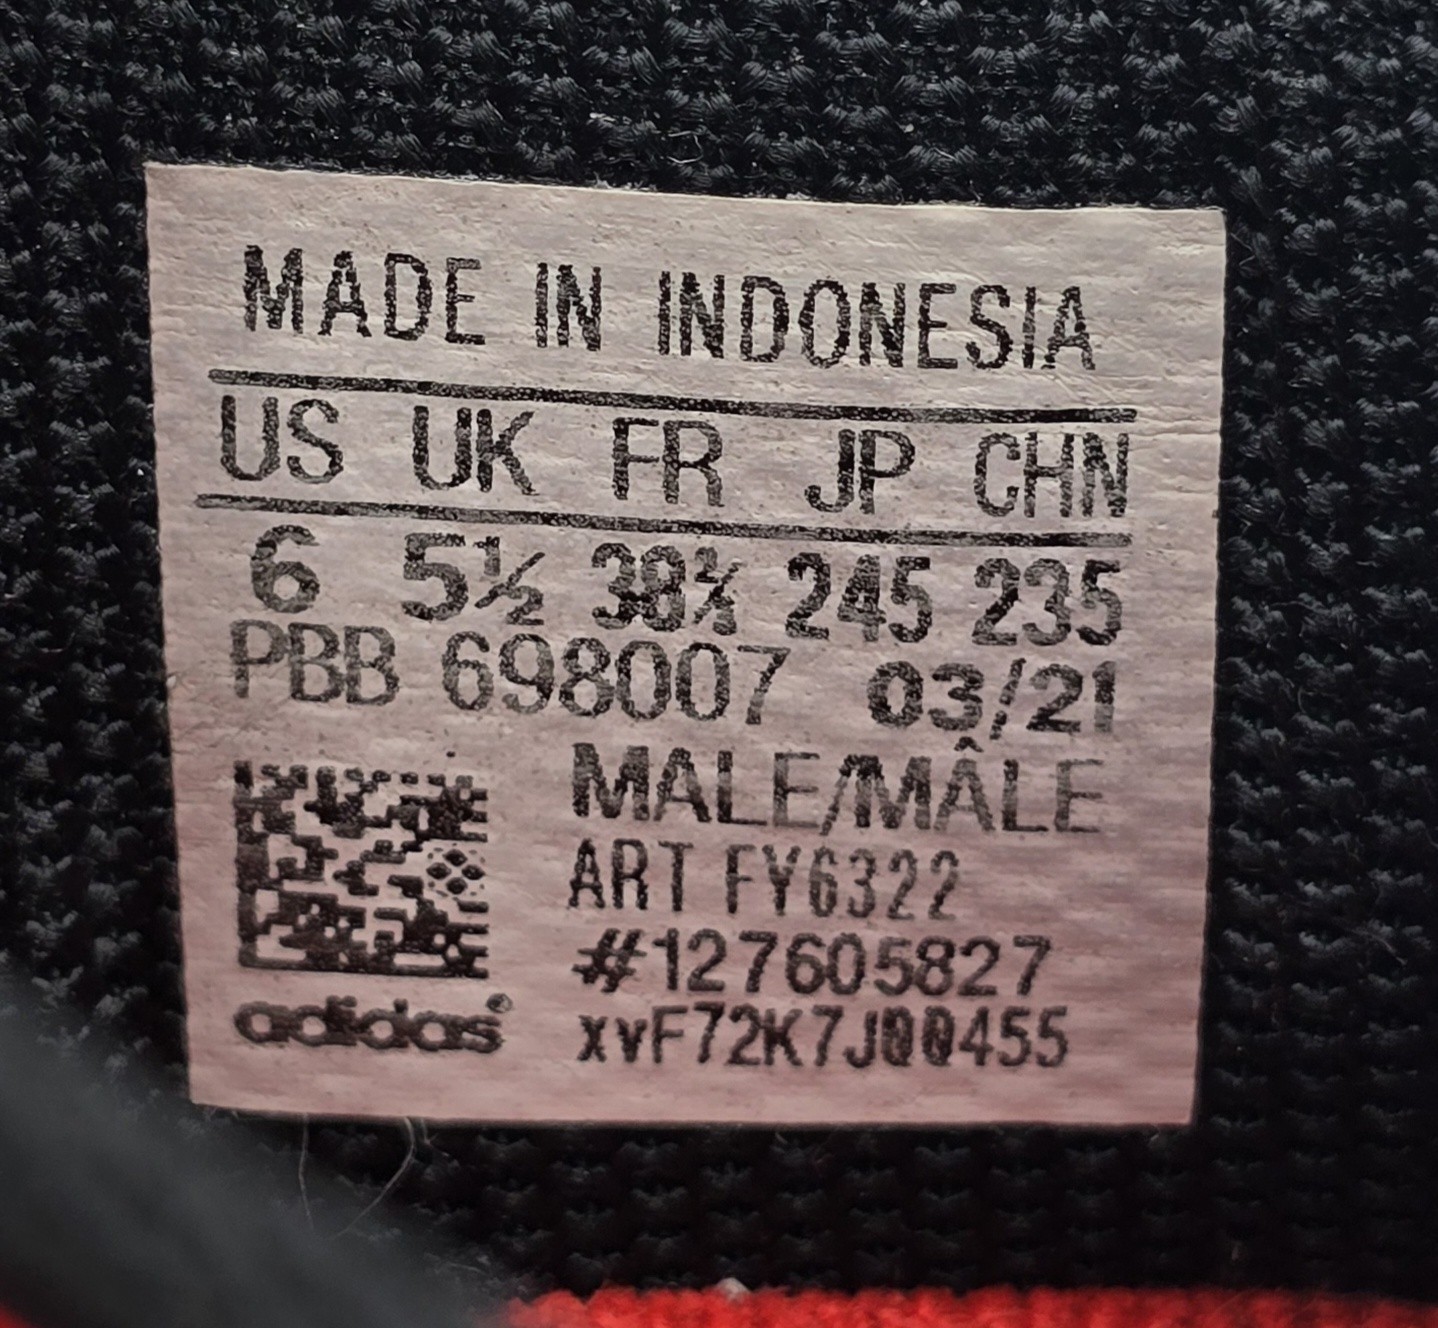 MADE IN INDONESIA
US UK FR JP CHN
6 5½ 38⅔ 245 235
PBB 698007 03/21
MALE/MÂLE
ART FY6322
#127605827
adidas® xvF72K7J00455